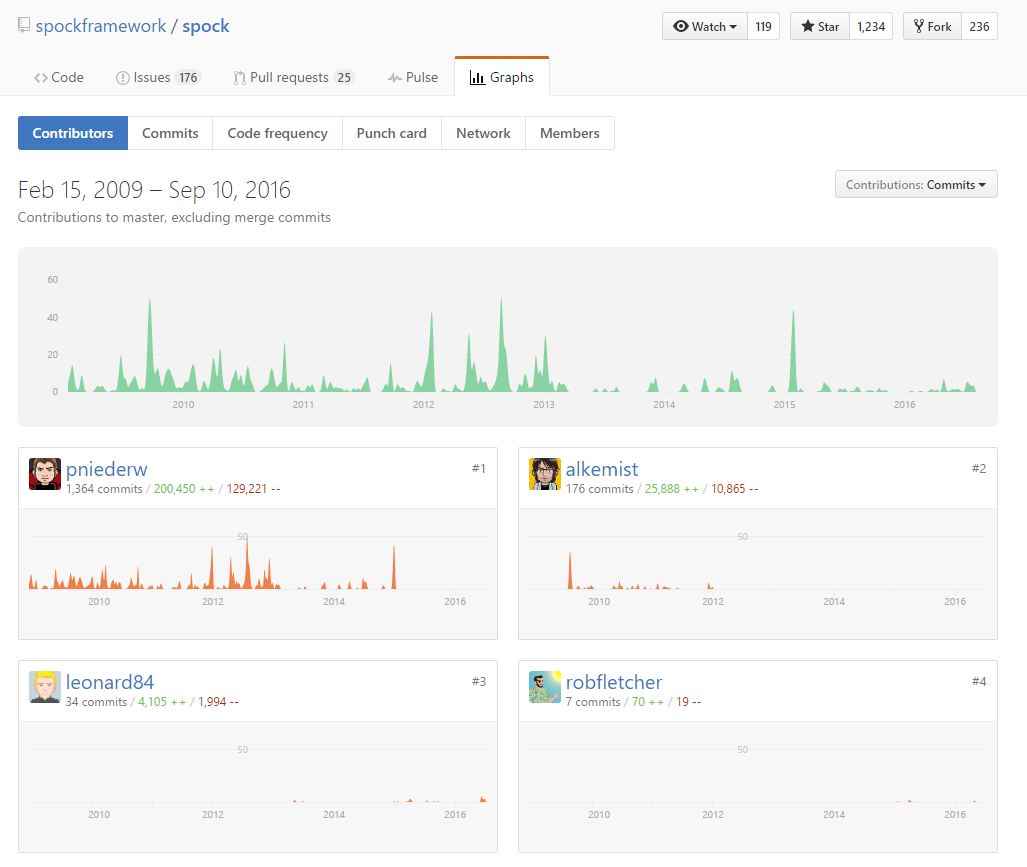 spockframework / spock
Watch 119 Star 1,234 Fork 236
Code Issues 176 Pull requests 25 Pulse Graphs
Contributors Commits Code frequency Punch card Network Members
Feb 15, 2009 – Sep 10, 2016
Contributions: Commits
Contributions to master, excluding merge commits
60
40
20
0
2010 2011 2012 2013 2014 2015 2016
pniederw #1
1,364 commits / 200,450 ++ / 129,221 --
50
2010 2012 2014 2016
alkemist #2
176 commits / 25,888 ++ / 10,865 --
50
2010 2012 2014 2016
leonard84 #3
34 commits / 4,105 ++ / 1,994 --
50
2010 2012 2014 2016
robfletcher #4
7 commits / 70 ++ / 19 --
50
2010 2012 2014 2016